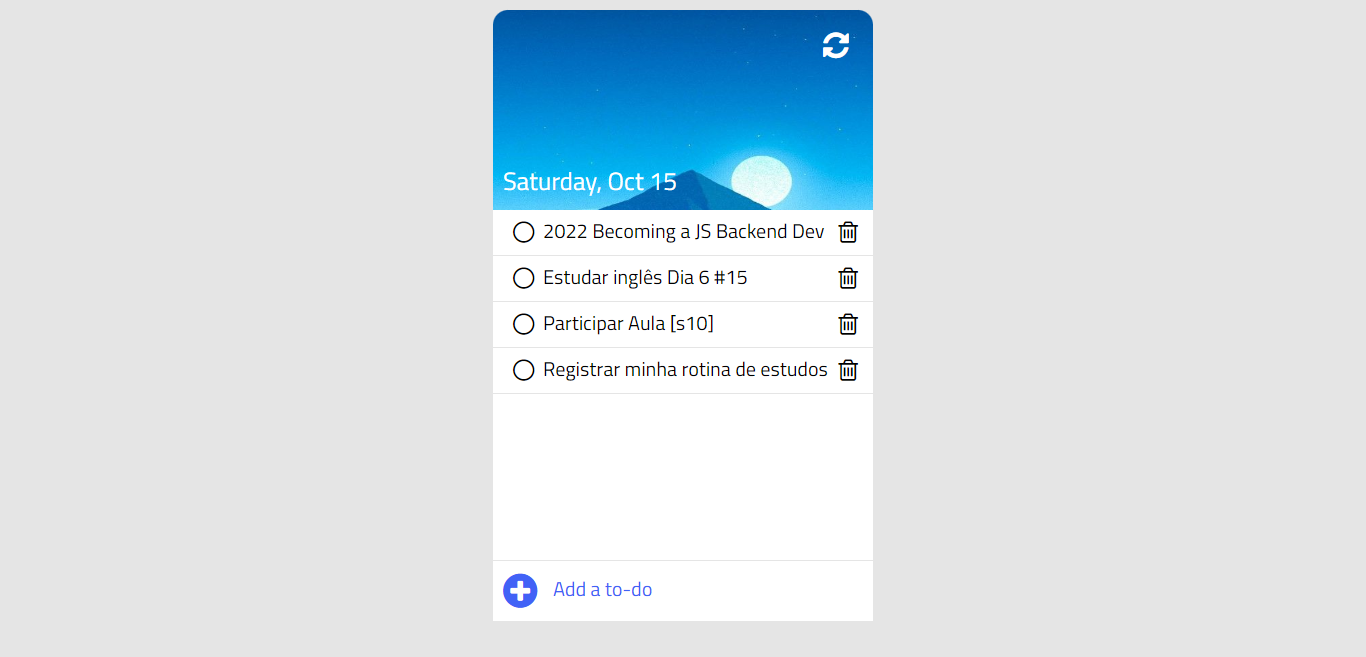 Saturday, Oct 15
2022 Becoming a JS Backend Dev
Estudar inglês Dia 6 #15
Participar Aula [s10]
Registrar minha rotina de estudos
Add a to-do